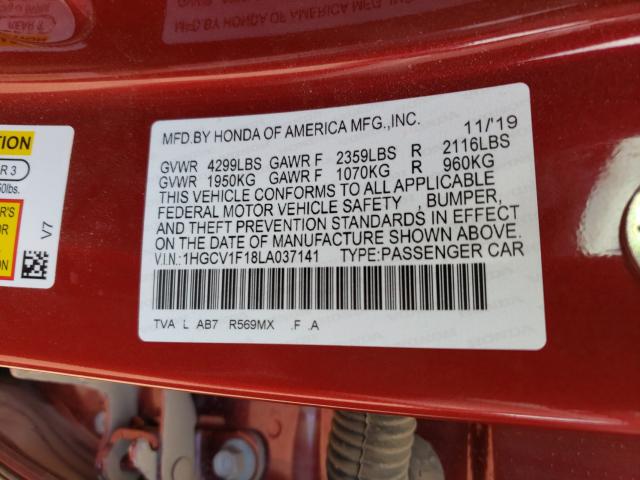 MFD.BY HONDA OF AMERICA MFG.,INC. 11/'19
GVWR 4299LBS GAWR F 2359LBS R 2116LBS
GVWR 1950KG GAWR F 1070KG R 960KG
THIS VEHICLE CONFORMS TO ALL APPLICABLE
FEDERAL MOTOR VEHICLE SAFETY , BUMPER,
AND THEFT PREVENTION STANDARDS IN EFFECT
ON THE DATE OF MANUFACTURE SHOWN ABOVE.
V.I.N.:1HGCV1F18LA037141 TYPE:PASSENGER CAR
TVA L AB7 R569MX .F .A
V7